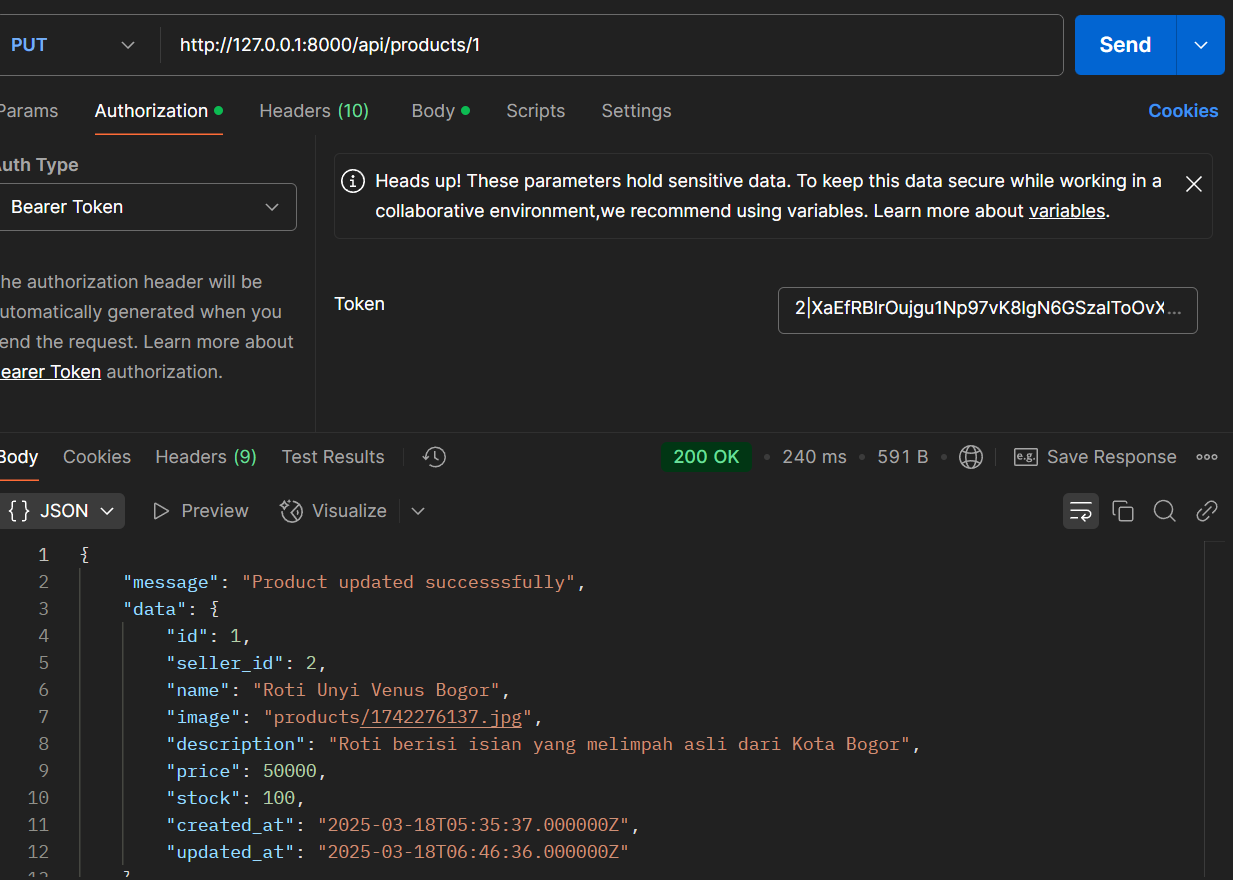 PUT http://127.0.0.1:8000/api/products/1 Send
Params Authorization Headers (10) Body Scripts Settings Cookies
Auth Type
Bearer Token
Heads up! These parameters hold sensitive data. To keep this data secure while working in a
collaborative environment,we recommend using variables. Learn more about variables.
he authorization header will be
utomatically generated when you
end the request. Learn more about
earer Token authorization.
Token 2|XaEfRBlrOujgu1Np97vK8lgN6GSzalToOvX...
Body Cookies Headers (9) Test Results 200 OK • 240 ms • 591 B • e.g. Save Response
{} JSON Preview Visualize
1 {
2 "message": "Product updated successsfully",
3 "data": {
4 "id": 1,
5 "seller_id": 2,
6 "name": "Roti Unyi Venus Bogor",
7 "image": "products/1742276137.jpg",
8 "description": "Roti berisi isian yang melimpah asli dari Kota Bogor",
9 "price": 50000,
10 "stock": 100,
11 "created_at": "2025-03-18T05:35:37.000000Z",
12 "updated_at": "2025-03-18T06:46:36.000000Z"
13 }